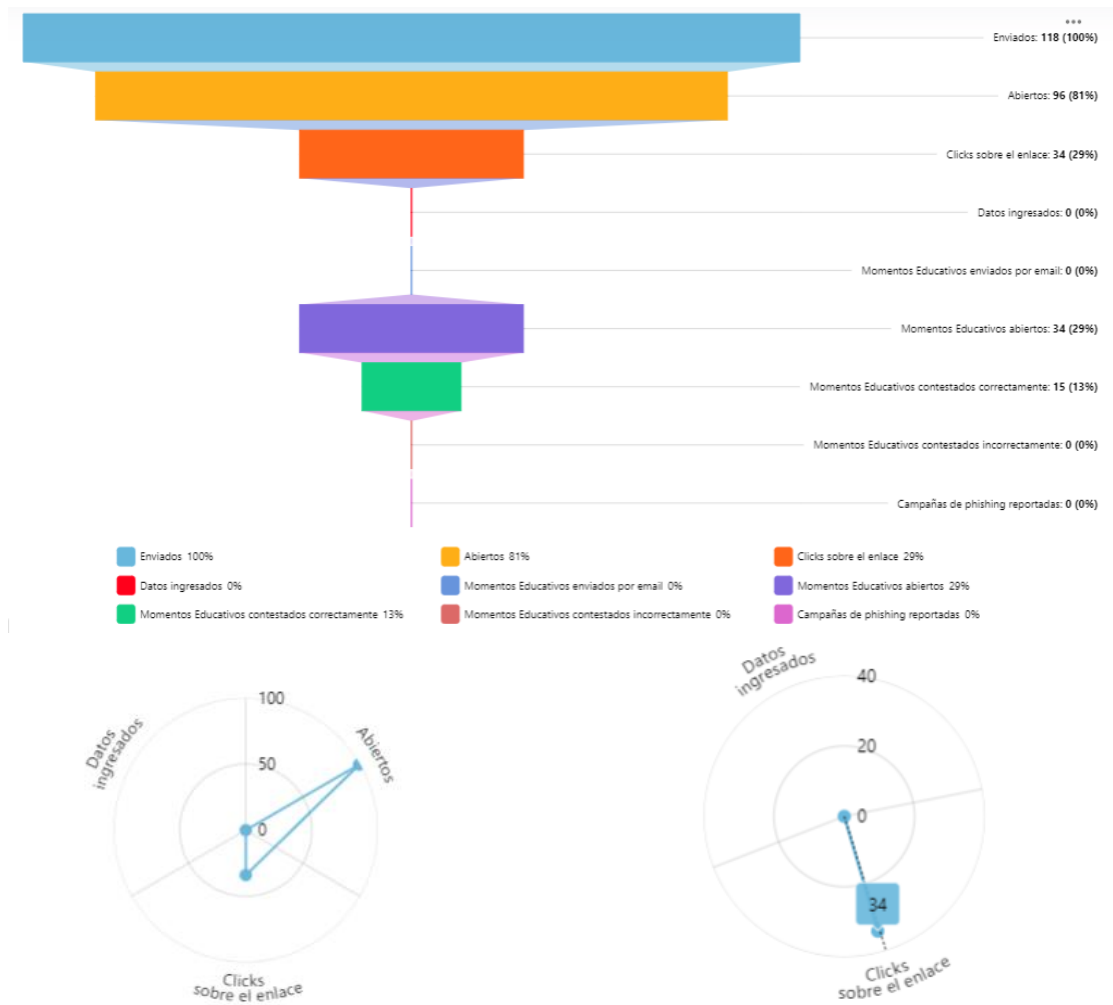 Enviados: 118 (100%)
Abiertos: 96 (81%)
Clicks sobre el enlace: 34 (29%)
Datos ingresados: 0 (0%)
Momentos Educativos enviados por email: 0 (0%)
Momentos Educativos abiertos: 34 (29%)
Momentos Educativos contestados correctamente: 15 (13%)
Momentos Educativos contestados incorrectamente: 0 (0%)
Campañas de phishing reportadas: 0 (0%)
Enviados 100%
Abiertos 81%
Clicks sobre el enlace 29%
Datos ingresados 0%
Momentos Educativos enviados por email 0%
Momentos Educativos abiertos 29%
Momentos Educativos contestados correctamente 13%
Momentos Educativos contestados incorrectamente 0%
Campañas de phishing reportadas 0%
100
50
0
Datos
ingresados
Abiertos
Clicks
sobre el enlace
Datos
ingresados
40
20
0
34
Clicks
sobre el enlace